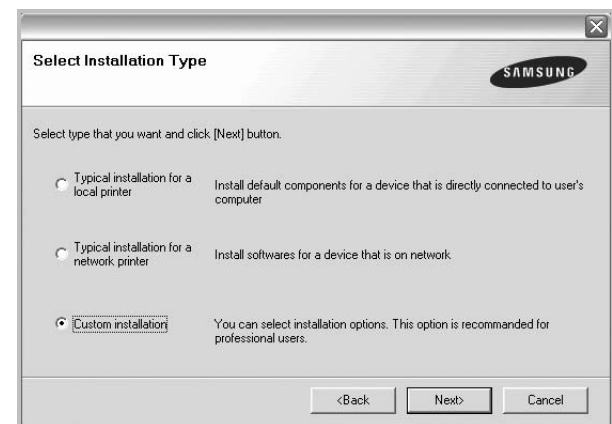 Select Installation Type
SAMSUNG
Select type that you want and click [Next] button.
Typical installation for a
local printer
Install default components for a device that is directly connected to user's
computer
Typical installation for a
network printer
Install softwares for a device that is on network
Custom installation
You can select installation options. This option is recommanded for
professional users.
<Back
Next>
Cancel